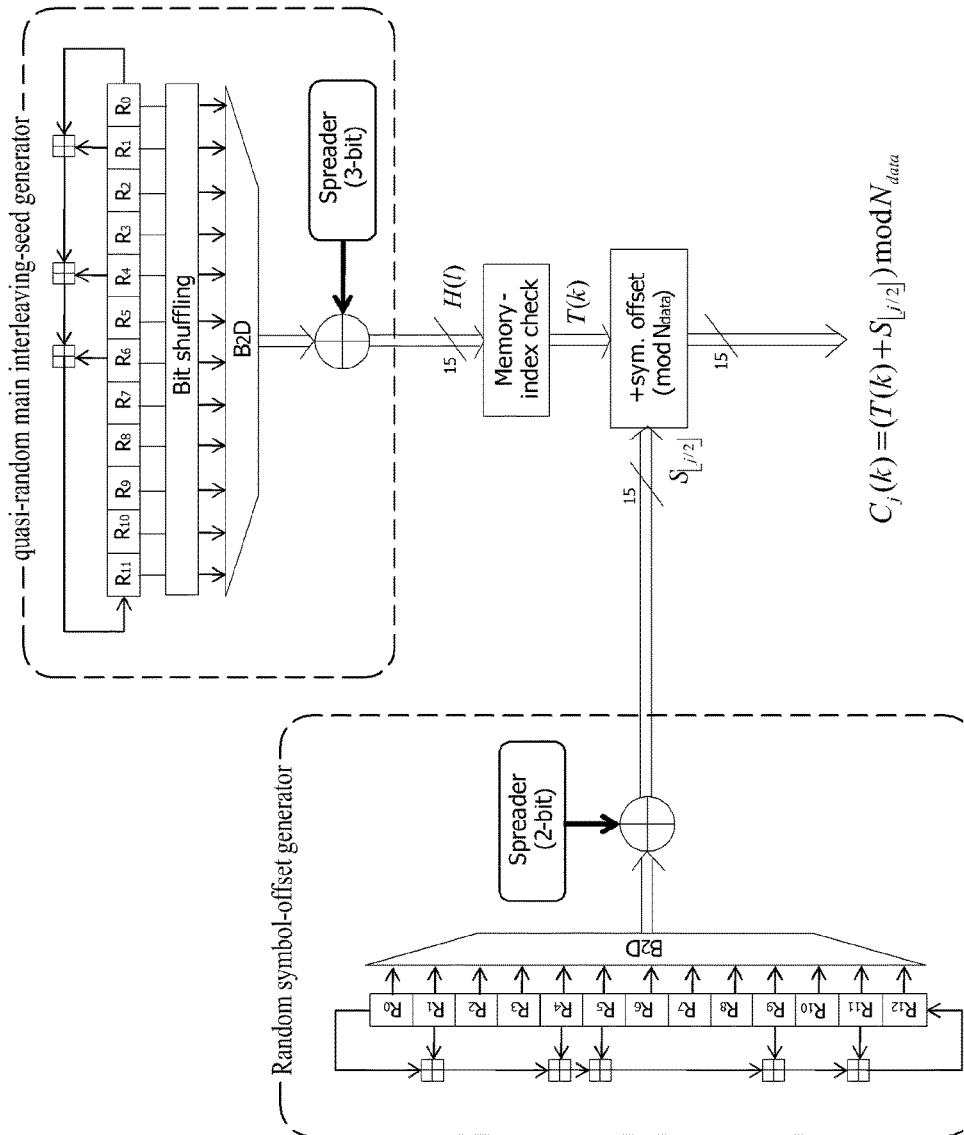 quasi-random main interleaving-seed generator
R11 R10 R9 R8 R7 R6 R5 R4 R3 R2 R1 R0
Bit shuffling
B2D
Spreader
(3-bit)
15
H(l)
Memory-
index check
T(k)
+sym. offset
(mod Ndata)
15
S⌊j/2⌋
15
C_j(k) = (T(k) + S⌊j/2⌋) mod N_data
Random symbol-offset generator
Spreader
(2-bit)
B2D
R0
R1
R2
R3
R4
R5
R6
R7
R8
R9
R10
R11
R12